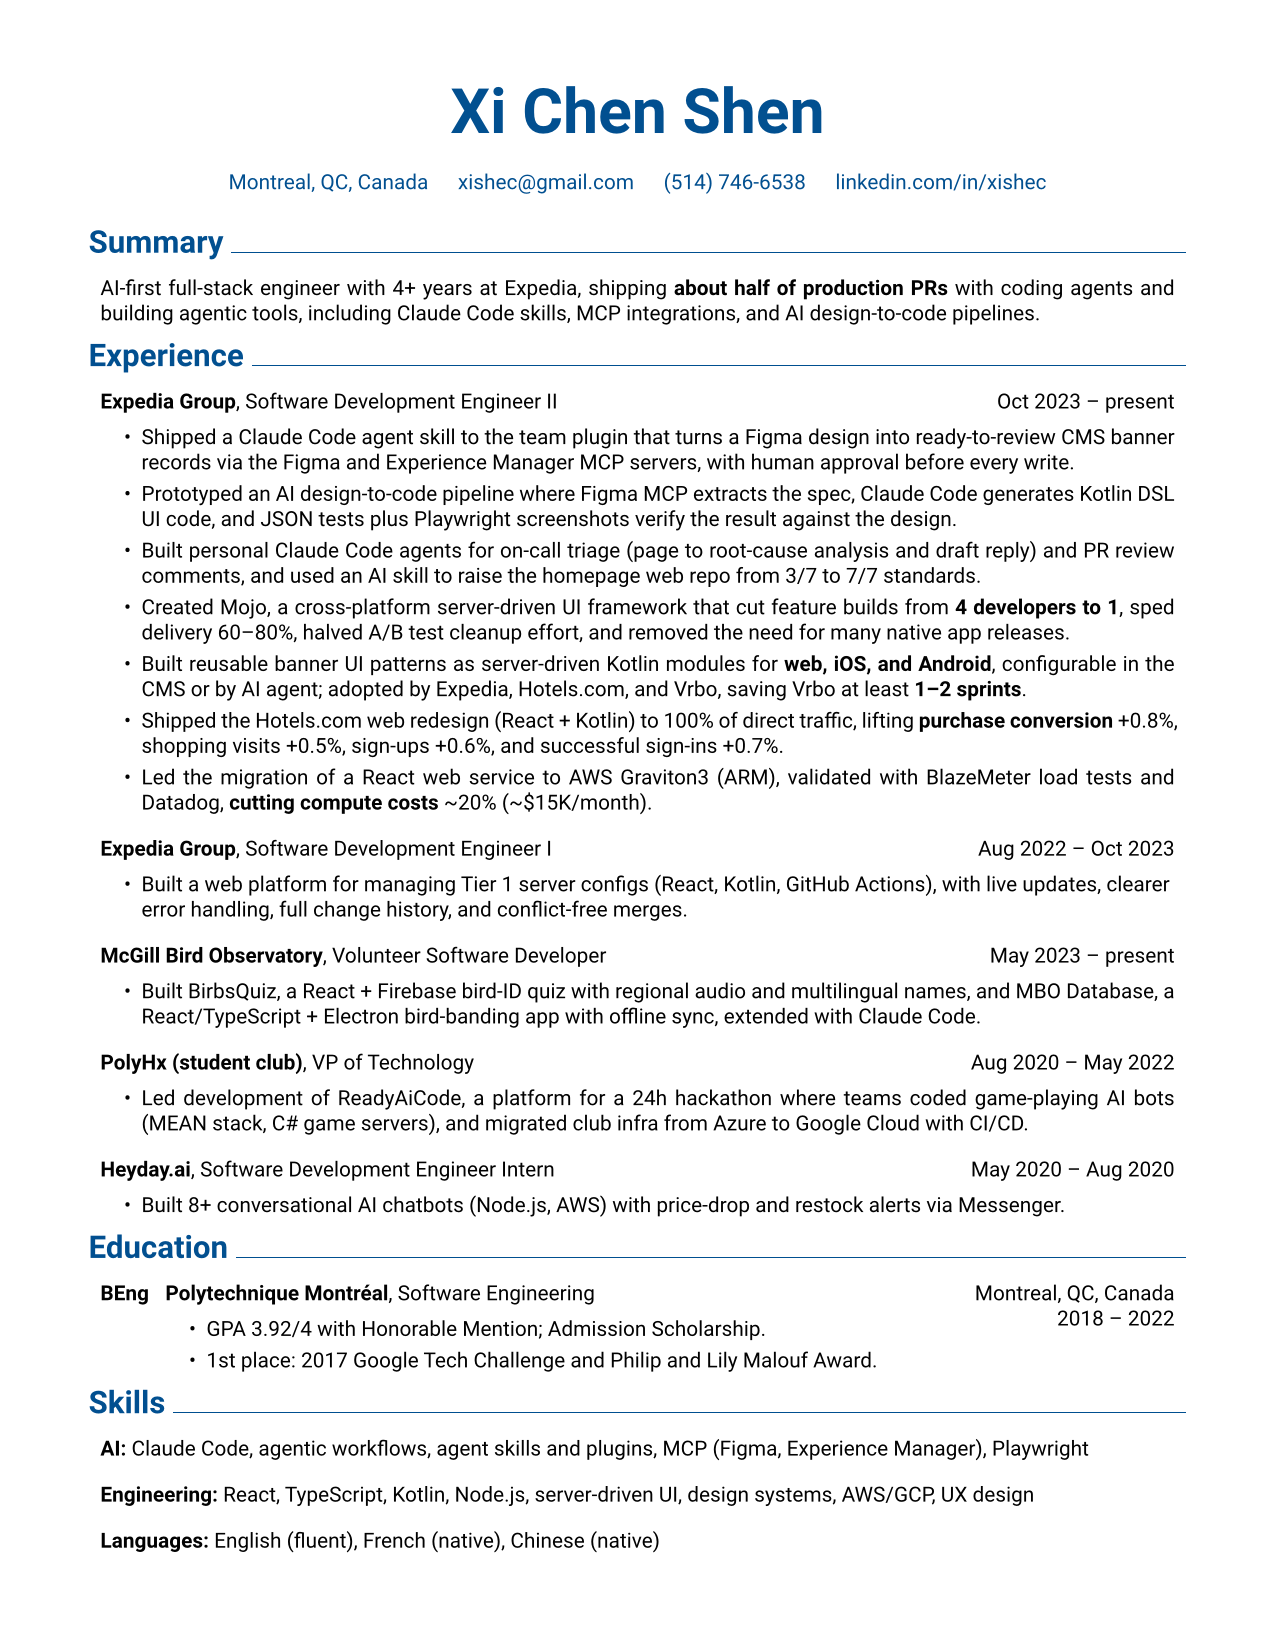 Xi Chen Shen
Montreal, QC, Canada xishec@gmail.com (514) 746-6538 linkedin.com/in/xishec
Summary
AI-first full-stack engineer with 4+ years at Expedia, shipping about half of production PRs with coding agents and
building agentic tools, including Claude Code skills, MCP integrations, and AI design-to-code pipelines.
Experience
Expedia Group, Software Development Engineer II Oct 2023 – present
• Shipped a Claude Code agent skill to the team plugin that turns a Figma design into ready-to-review CMS banner
records via the Figma and Experience Manager MCP servers, with human approval before every write.
• Prototyped an AI design-to-code pipeline where Figma MCP extracts the spec, Claude Code generates Kotlin DSL
UI code, and JSON tests plus Playwright screenshots verify the result against the design.
• Built personal Claude Code agents for on-call triage (page to root-cause analysis and draft reply) and PR review
comments, and used an AI skill to raise the homepage web repo from 3/7 to 7/7 standards.
• Created Mojo, a cross-platform server-driven UI framework that cut feature builds from 4 developers to 1, sped
delivery 60–80%, halved A/B test cleanup effort, and removed the need for many native app releases.
• Built reusable banner UI patterns as server-driven Kotlin modules for web, iOS, and Android, configurable in the
CMS or by AI agent; adopted by Expedia, Hotels.com, and Vrbo, saving Vrbo at least 1–2 sprints.
• Shipped the Hotels.com web redesign (React + Kotlin) to 100% of direct traffic, lifting purchase conversion +0.8%,
shopping visits +0.5%, sign-ups +0.6%, and successful sign-ins +0.7%.
• Led the migration of a React web service to AWS Graviton3 (ARM), validated with BlazeMeter load tests and
Datadog, cutting compute costs ~20% (~$15K/month).
Expedia Group, Software Development Engineer I Aug 2022 – Oct 2023
• Built a web platform for managing Tier 1 server configs (React, Kotlin, GitHub Actions), with live updates, clearer
error handling, full change history, and conflict-free merges.
McGill Bird Observatory, Volunteer Software Developer May 2023 – present
• Built BirbsQuiz, a React + Firebase bird-ID quiz with regional audio and multilingual names, and MBO Database, a
React/TypeScript + Electron bird-banding app with offline sync, extended with Claude Code.
PolyHx (student club), VP of Technology Aug 2020 – May 2022
• Led development of ReadyAiCode, a platform for a 24h hackathon where teams coded game-playing AI bots
(MEAN stack, C# game servers), and migrated club infra from Azure to Google Cloud with CI/CD.
Heyday.ai, Software Development Engineer Intern May 2020 – Aug 2020
• Built 8+ conversational AI chatbots (Node.js, AWS) with price-drop and restock alerts via Messenger.
Education
BEng Polytechnique Montréal, Software Engineering Montreal, QC, Canada
2018 – 2022
• GPA 3.92/4 with Honorable Mention; Admission Scholarship.
• 1st place: 2017 Google Tech Challenge and Philip and Lily Malouf Award.
Skills
AI: Claude Code, agentic workflows, agent skills and plugins, MCP (Figma, Experience Manager), Playwright
Engineering: React, TypeScript, Kotlin, Node.js, server-driven UI, design systems, AWS/GCP, UX design
Languages: English (fluent), French (native), Chinese (native)